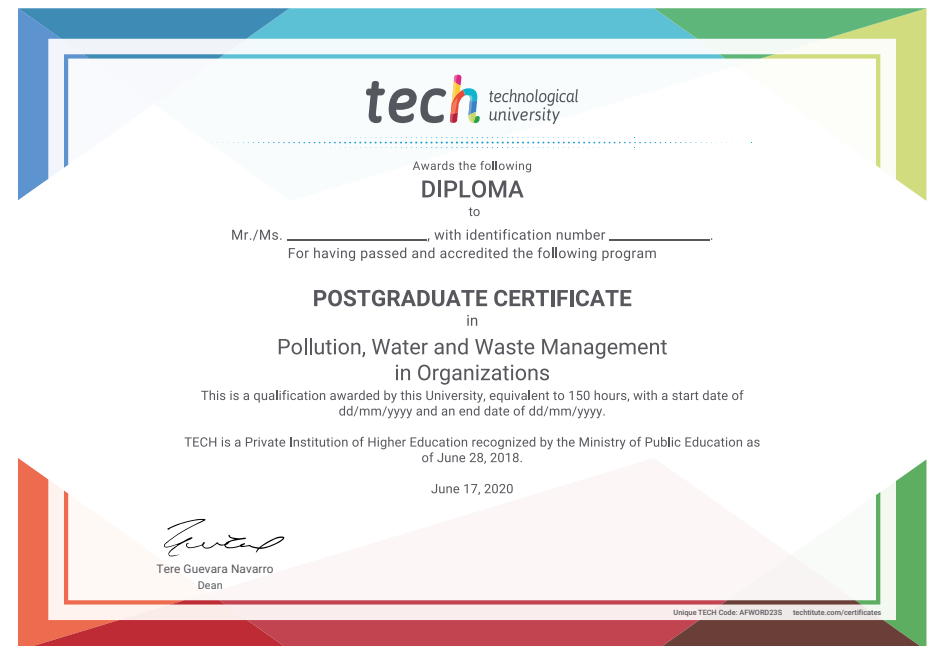 tech technological
university
Awards the following
DIPLOMA
to
Mr./Ms. ________________, with identification number ____________.
For having passed and accredited the following program
POSTGRADUATE CERTIFICATE
in
Pollution, Water and Waste Management
in Organizations
This is a qualification awarded by this University, equivalent to 150 hours, with a start date of
dd/mm/yyyy and an end date of dd/mm/yyyy.
TECH is a Private Institution of Higher Education recognized by the Ministry of Public Education as
of June 28, 2018.
June 17, 2020
Tere Guevara Navarro
Dean
Unique TECH Code: AFWORD23S techtitute.com/certificates